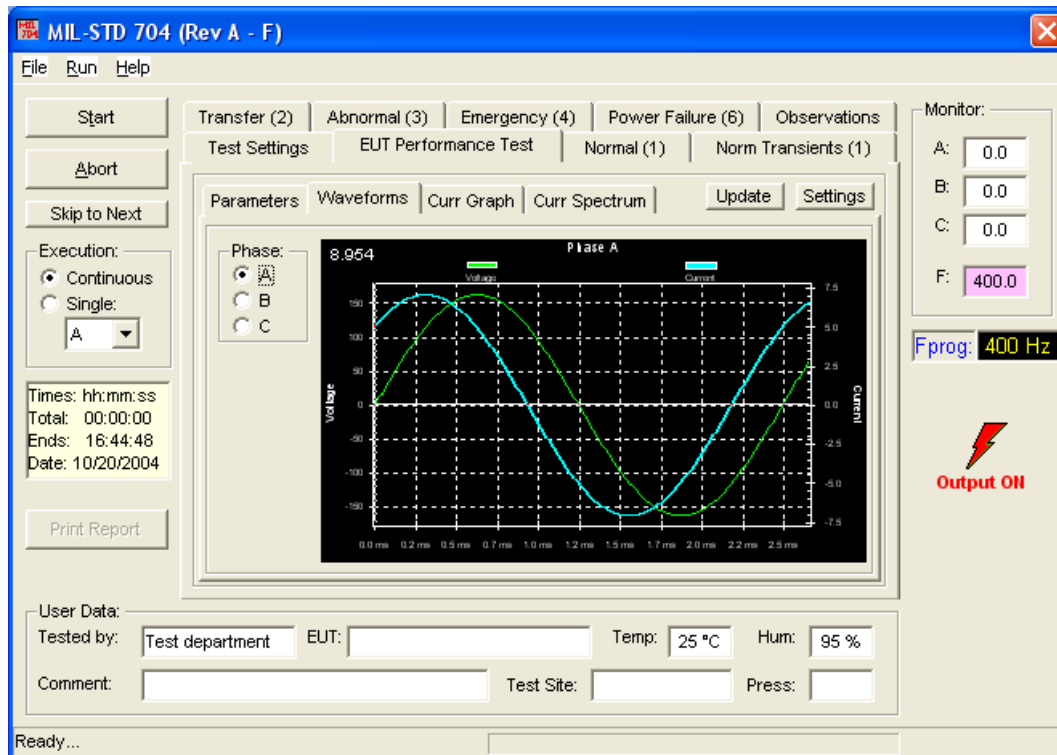 MIL-STD 704 (Rev A - F)
File Run Help
Start
Abort
Skip to Next
Execution:
Continuous
Single:
A
Times: hh:mm:ss
Total: 00:00:00
Ends: 16:44:48
Date: 10/20/2004
Print Report
Transfer (2) Abnormal (3) Emergency (4) Power Failure (6) Observations
Test Settings EUT Performance Test Normal (1) Norm Transients (1)
Parameters Waveforms Curr Graph Curr Spectrum Update Settings
Phase:
A
B
C
8.954
Phase A
Voltage Current
150
100
50
0
-50
-100
-150
Voltage
7.5
5.0
2.5
0.0
-2.5
-5.0
-7.5
Current
0.0 ms 0.2 ms 0.5 ms 0.7 ms 1.0 ms 1.2 ms 1.5 ms 1.7 ms 2.0 ms 2.2 ms 2.5 ms
Monitor:
A: 0.0
B: 0.0
C: 0.0
F: 400.0
Fprog: 400 Hz
Output ON
User Data:
Tested by: Test department EUT: Temp: 25 °C Hum: 95 %
Comment: Test Site: Press:
Ready...